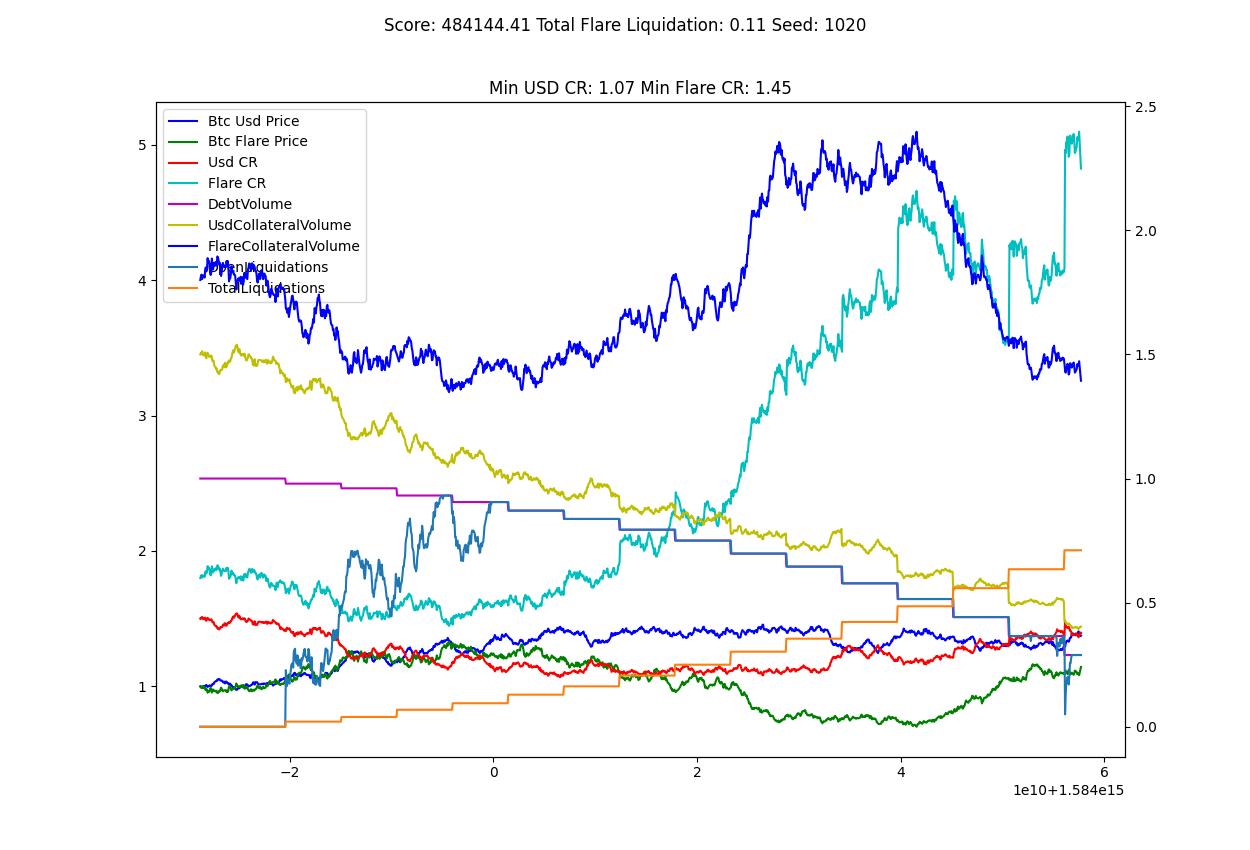 Score: 484144.41 Total Flare Liquidation: 0.11 Seed: 1020
Min USD CR: 1.07 Min Flare CR: 1.45
Btc Usd Price
Btc Flare Price
Usd CR
Flare CR
DebtVolume
UsdCollateralVolume
FlareCollateralVolume
OpenLiquidations
TotalLiquidations
5
4
3
2
1
2.5
2.0
1.5
1.0
0.5
0.0
−2
0
2
4
6
1e10+1.584e15